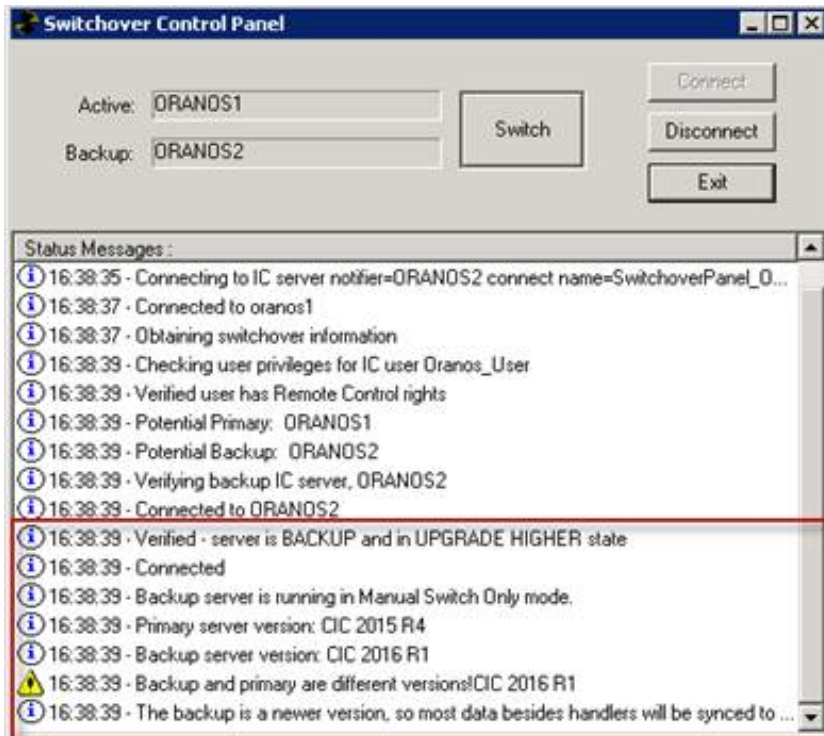 Switchover Control Panel
Connect
Active: ORANOS1
Switch
Disconnect
Backup: ORANOS2
Exit
Status Messages :
16:38:35 - Connecting to IC server notifier=ORANOS2 connect name=SwitchoverPanel_O...
16:38:37 - Connected to oranos1
16:38:37 - Obtaining switchover information
16:38:39 - Checking user privileges for IC user Oranos_User
16:38:39 - Verified user has Remote Control rights
16:38:39 - Potential Primary: ORANOS1
16:38:39 - Potential Backup: ORANOS2
16:38:39 - Verifying backup IC server, ORANOS2
16:38:39 - Connected to ORANOS2
16:38:39 - Verified - server is BACKUP and in UPGRADE HIGHER state
16:38:39 - Connected
16:38:39 - Backup server is running in Manual Switch Only mode.
16:38:39 - Primary server version: CIC 2015 R4
16:38:39 - Backup server version: CIC 2016 R1
16:38:39 - Backup and primary are different versions!CIC 2016 R1
16:38:39 - The backup is a newer version, so most data besides handlers will be synced to ...